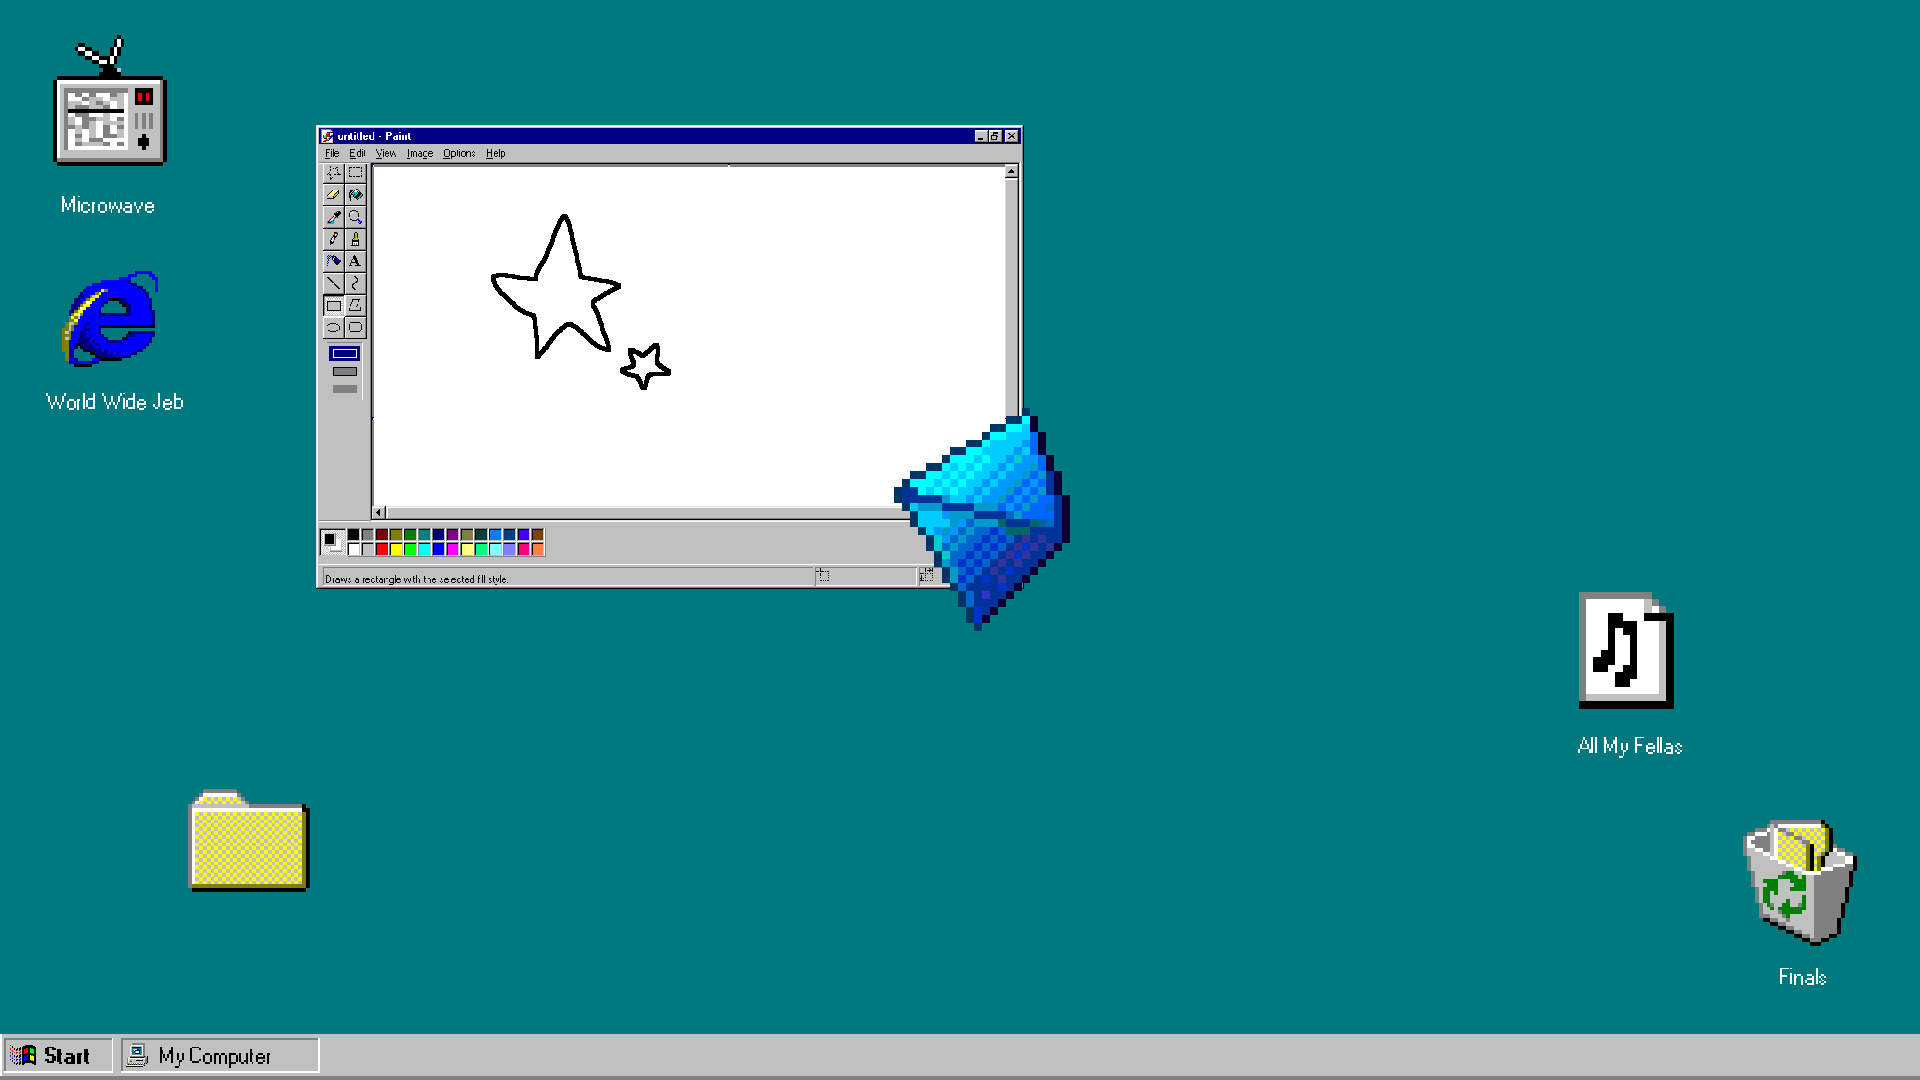 Microwave
World Wide Jeb
untitled - Paint
File Edit View Image Options Help
A
Draws a rectangle with the selected fill style.
All My Fellas
Finals
Start
My Computer